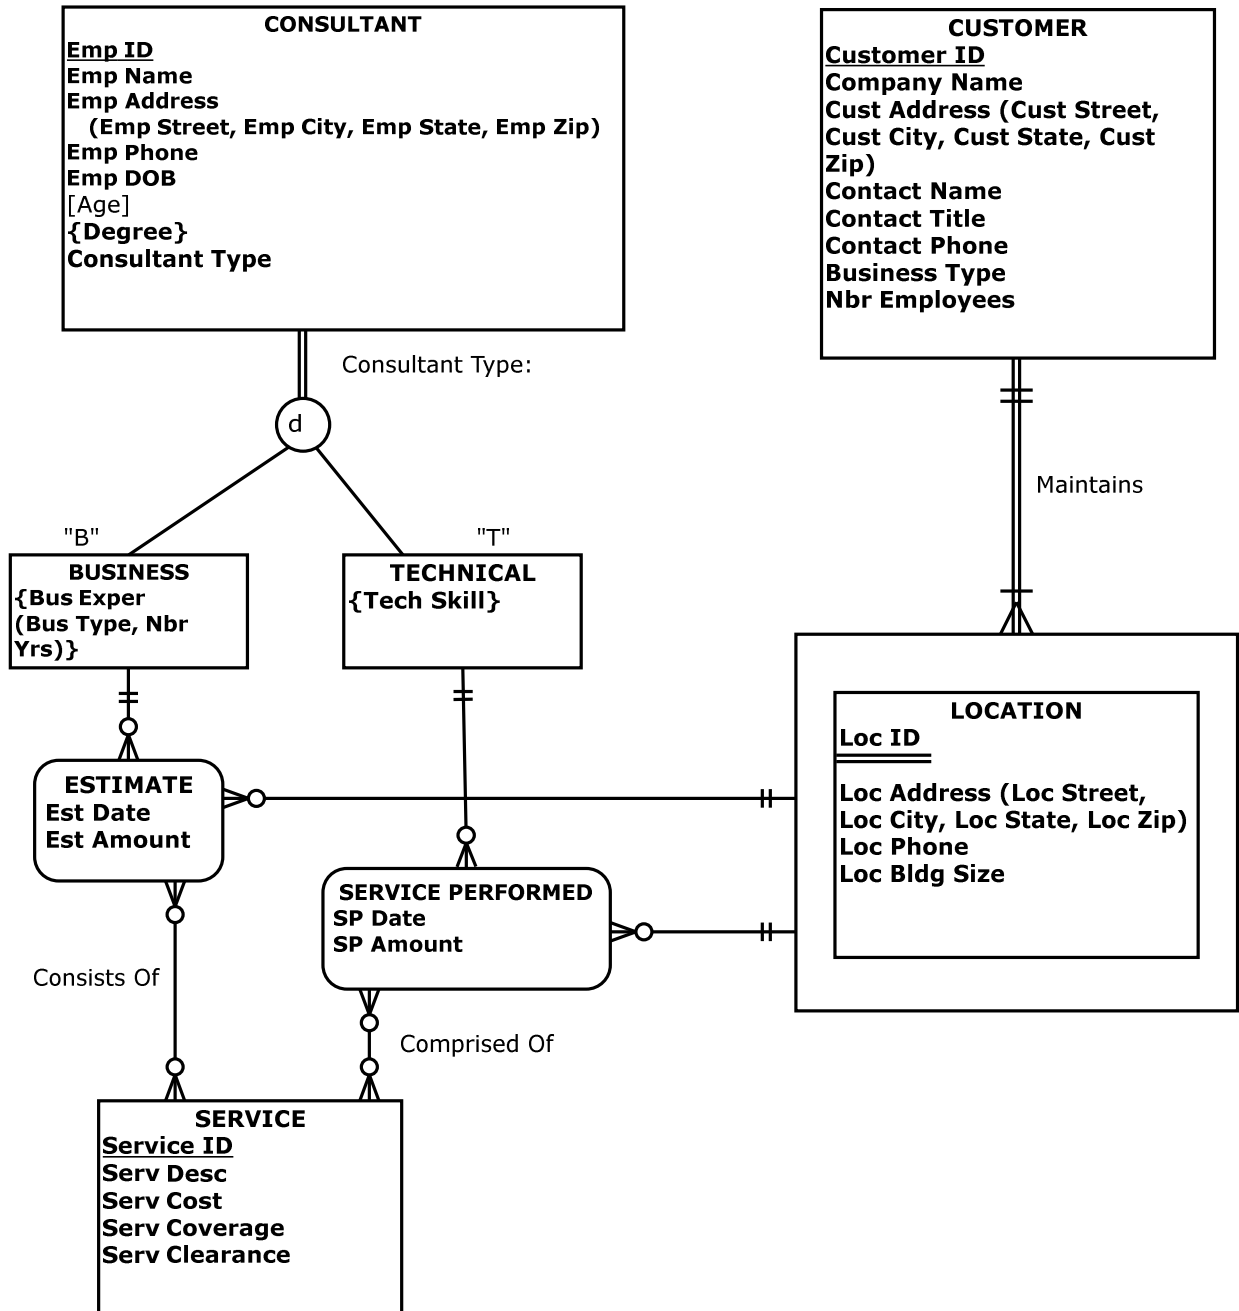 CONSULTANT
Emp ID
Emp Name
Emp Address
(Emp Street, Emp City, Emp State, Emp Zip)
Emp Phone
Emp DOB
[Age]
{Degree}
Consultant Type
CUSTOMER
Customer ID
Company Name
Cust Address (Cust Street,
Cust City, Cust State, Cust
Zip)
Contact Name
Contact Title
Contact Phone
Business Type
Nbr Employees
Consultant Type:
d
Maintains
"B"
"T"
BUSINESS
{Bus Exper
(Bus Type, Nbr
Yrs)}
TECHNICAL
{Tech Skill}
LOCATION
Loc ID
Loc Address (Loc Street,
Loc City, Loc State, Loc Zip)
Loc Phone
Loc Bldg Size
ESTIMATE
Est Date
Est Amount
SERVICE PERFORMED
SP Date
SP Amount
Consists Of
Comprised Of
SERVICE
Service ID
Serv Desc
Serv Cost
Serv Coverage
Serv Clearance